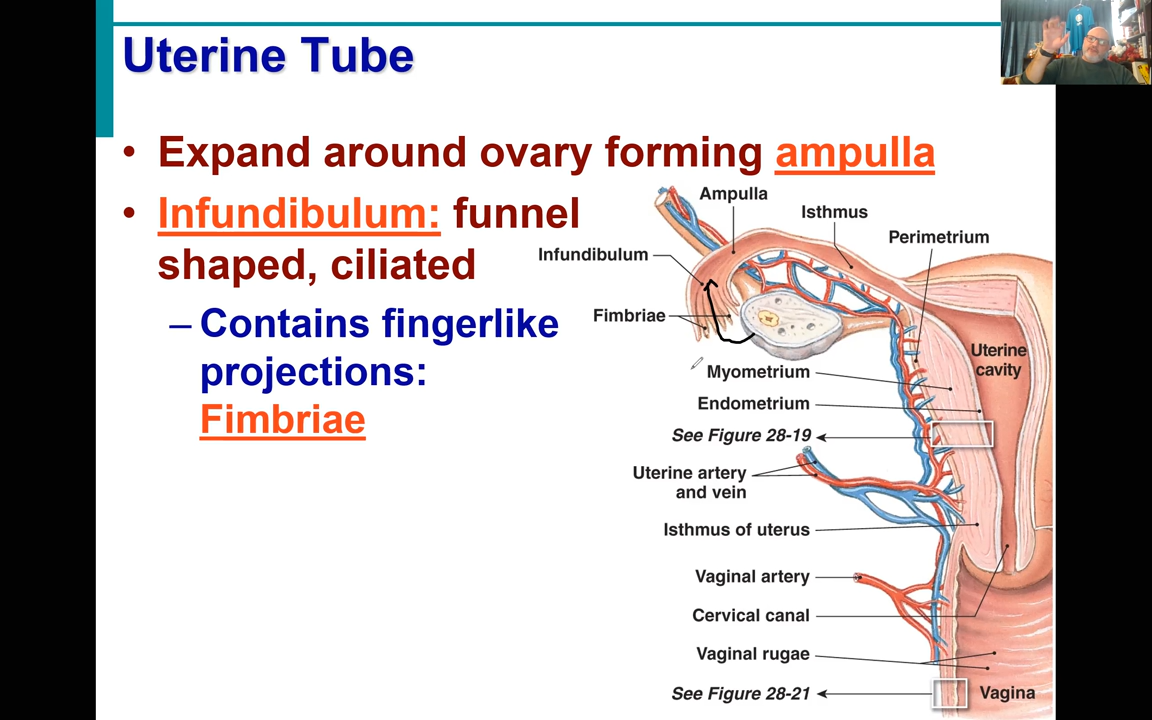 Uterine Tube
• Expand around ovary forming ampulla
• Infundibulum: funnel
shaped, ciliated
– Contains fingerlike
projections:
Fimbriae
Ampulla
Isthmus
Perimetrium
Infundibulum
Fimbriae
Uterine
cavity
Myometrium
Endometrium
See Figure 28-19
Uterine artery
and vein
Isthmus of uterus
Vaginal artery
Cervical canal
Vaginal rugae
See Figure 28-21
Vagina